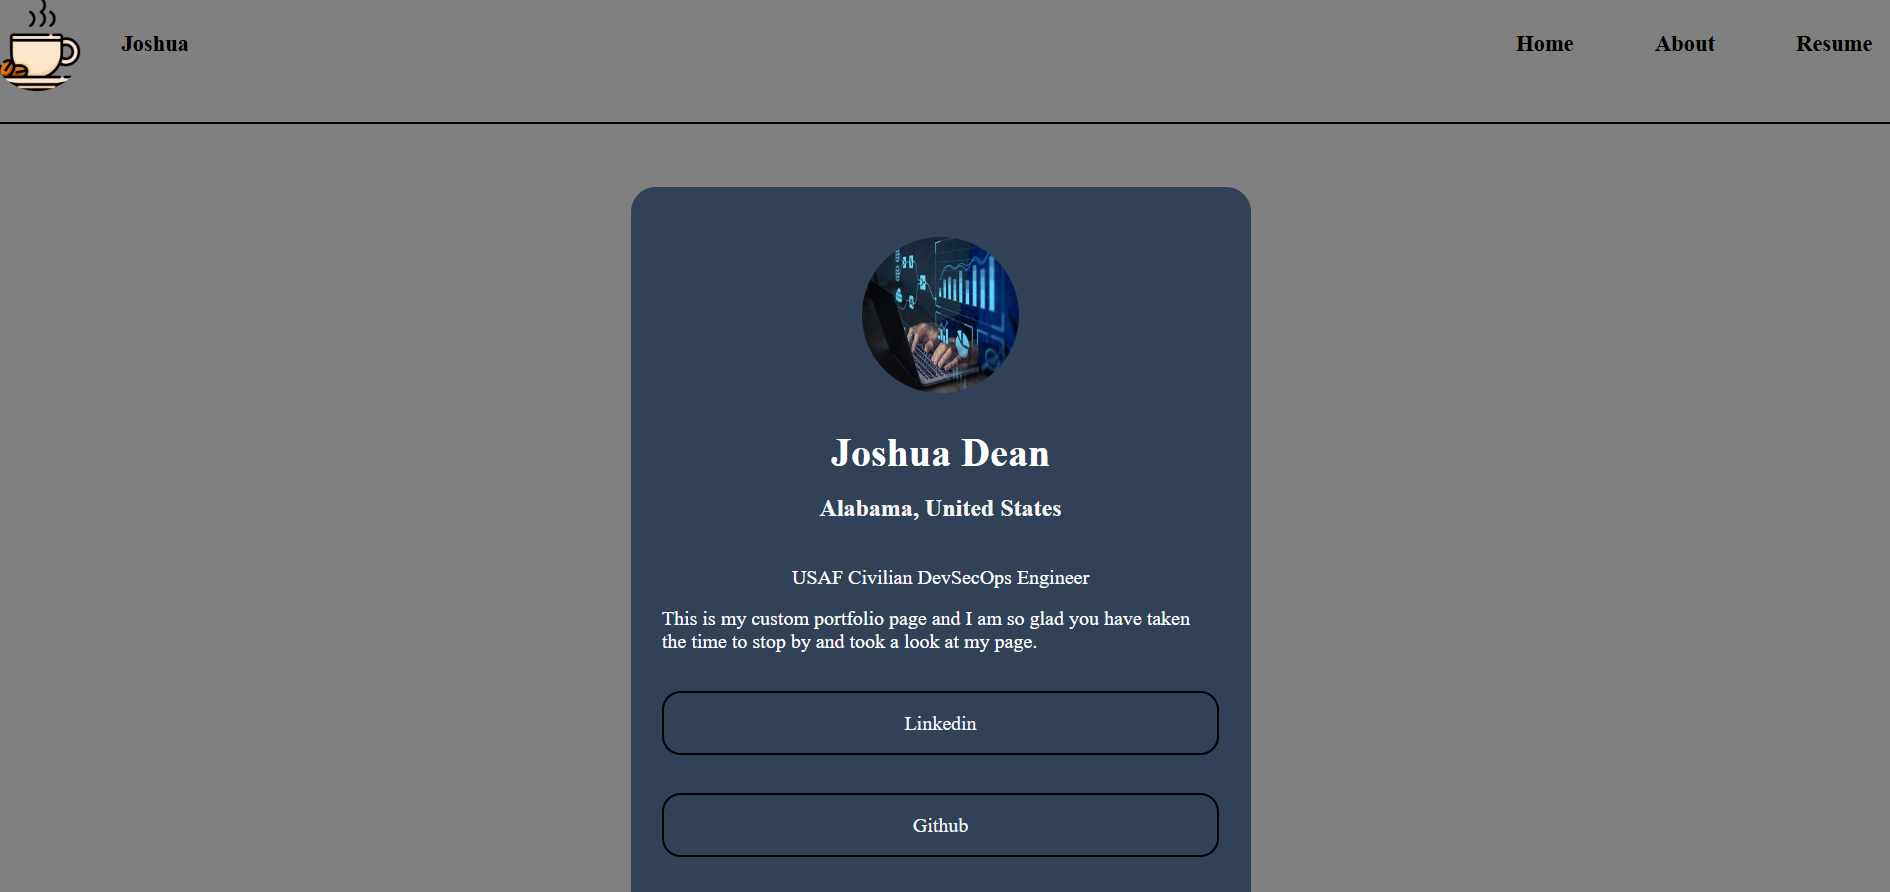 Joshua
Home
About
Resume
Joshua Dean
Alabama, United States
USAF Civilian DevSecOps Engineer
This is my custom portfolio page and I am so glad you have taken
the time to stop by and took a look at my page.
Linkedin
Github